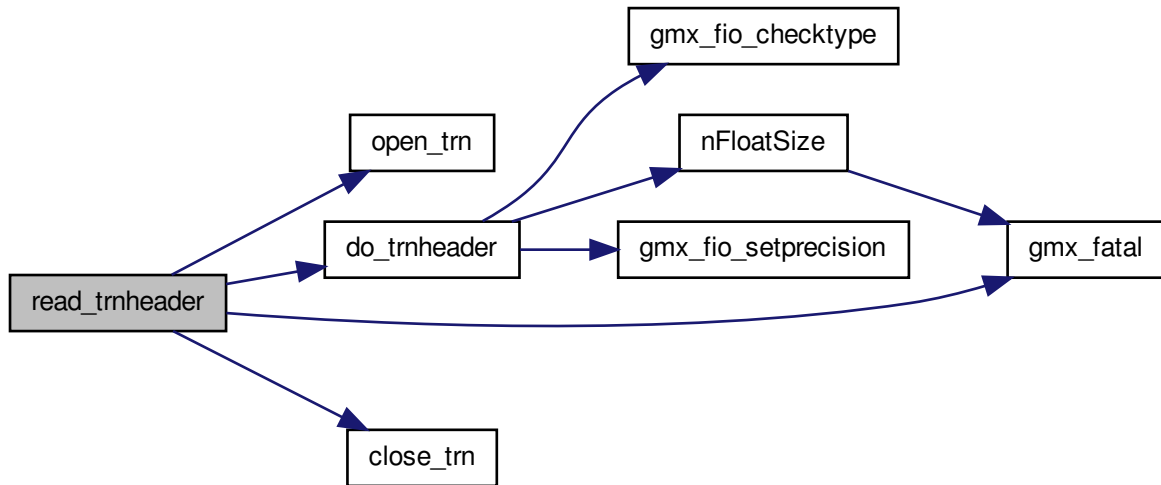 gmx_fio_checktype
open_trn
nFloatSize
do_trnheader
gmx_fio_setprecision
gmx_fatal
read_trnheader
close_trn